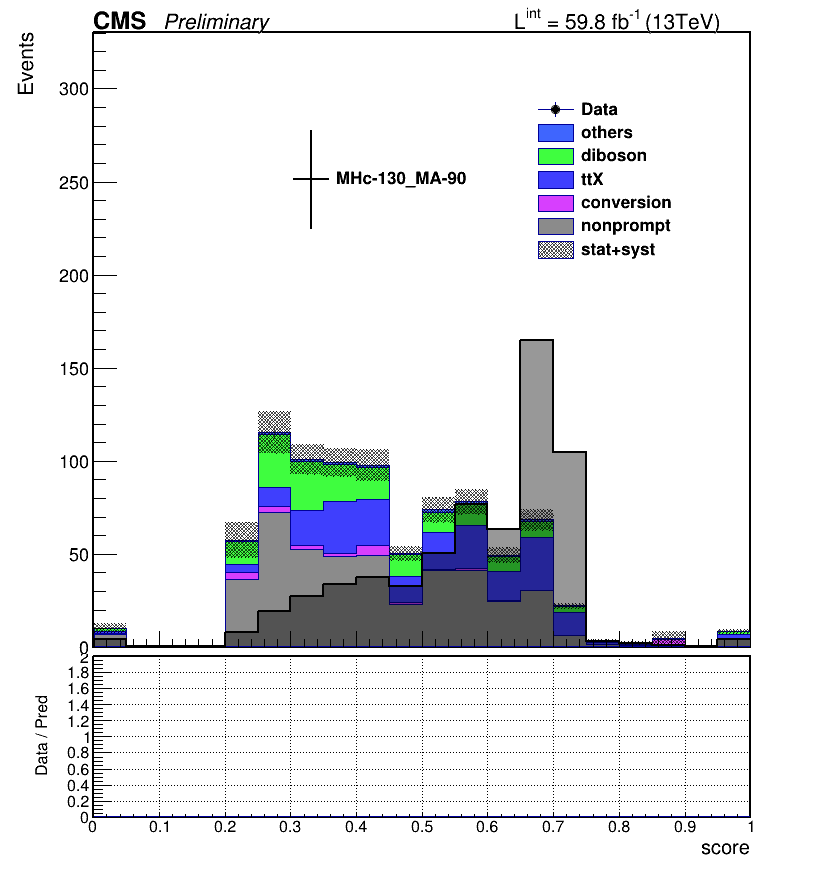 CMS Preliminary L^int = 59.8 fb^-1 (13TeV)
Events
300
250
200
150
100
50
0
MHc-130_MA-90
Data
others
diboson
ttX
conversion
nonprompt
stat+syst
Data / Pred
2
1.8
1.6
1.4
1.2
1
0.8
0.6
0.4
0.2
0
0 0.1 0.2 0.3 0.4 0.5 0.6 0.7 0.8 0.9 1
score